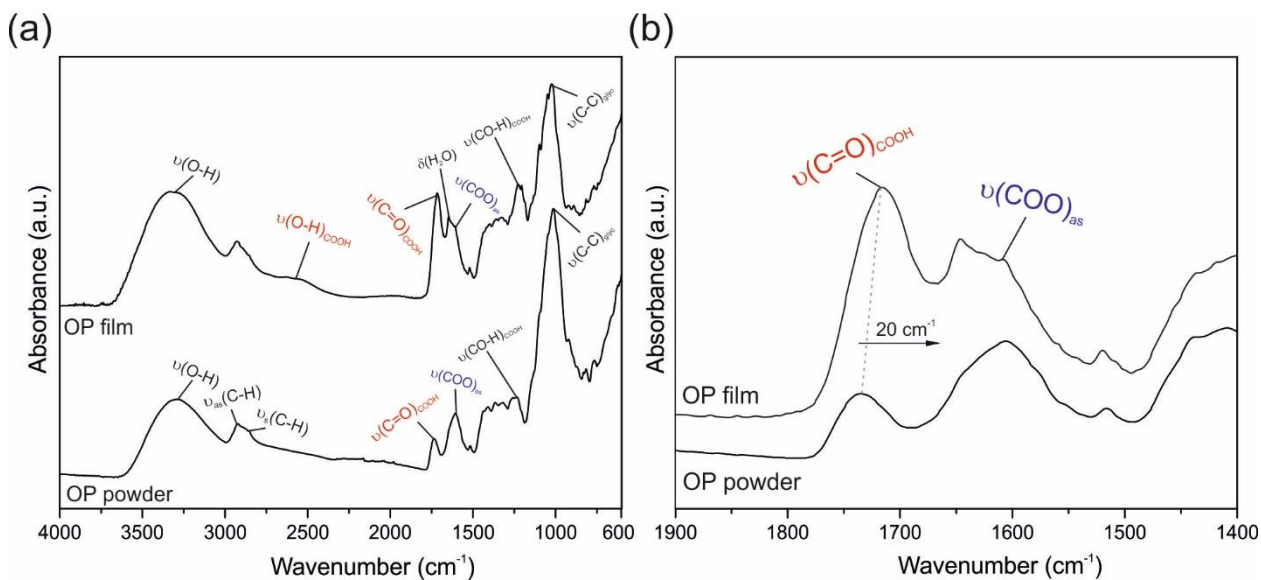 (a)
Absorbance (a.u.)
υ(O-H)
υ(O-H)COOH
υ(C=O)COOH
δ(H2O)
υ(COO)as
υ(CO-H)COOH
υ(C-C)glyc
OP film
υ(O-H)
υas(C-H)
υs(C-H)
υ(C=O)COOH
υ(COO)as
υ(CO-H)COOH
υ(C-C)glyc
OP powder
4000 3500 3000 2500 2000 1500 1000 600
Wavenumber (cm-1)
(b)
Absorbance (a.u.)
υ(C=O)COOH
υ(COO)as
20 cm-1
OP film
OP powder
1900 1800 1700 1600 1500 1400
Wavenumber (cm-1)